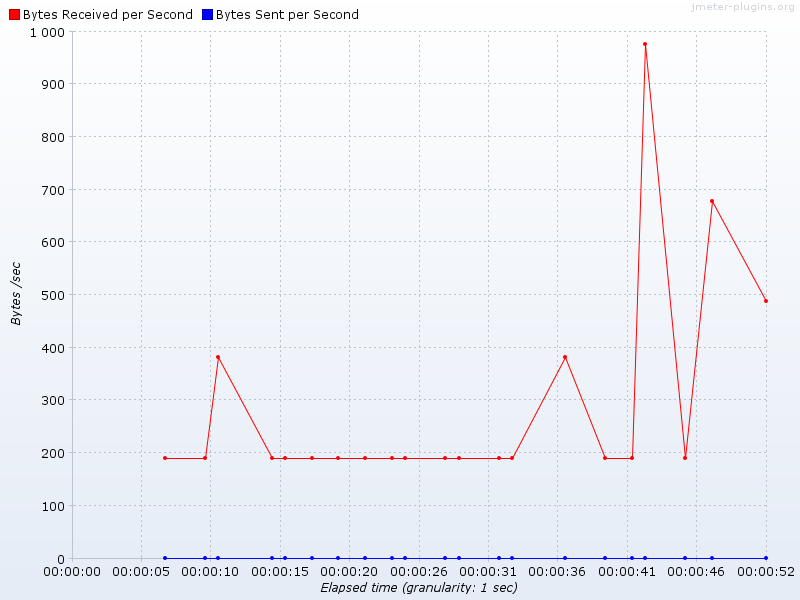 jmeter-plugins.org
Bytes Received per Second Bytes Sent per Second
1 000
900
800
700
600
500
400
300
200
100
0
Bytes /sec
00:00:00 00:00:05 00:00:10 00:00:15 00:00:20 00:00:26 00:00:31 00:00:36 00:00:41 00:00:46 00:00:52
Elapsed time (granularity: 1 sec)